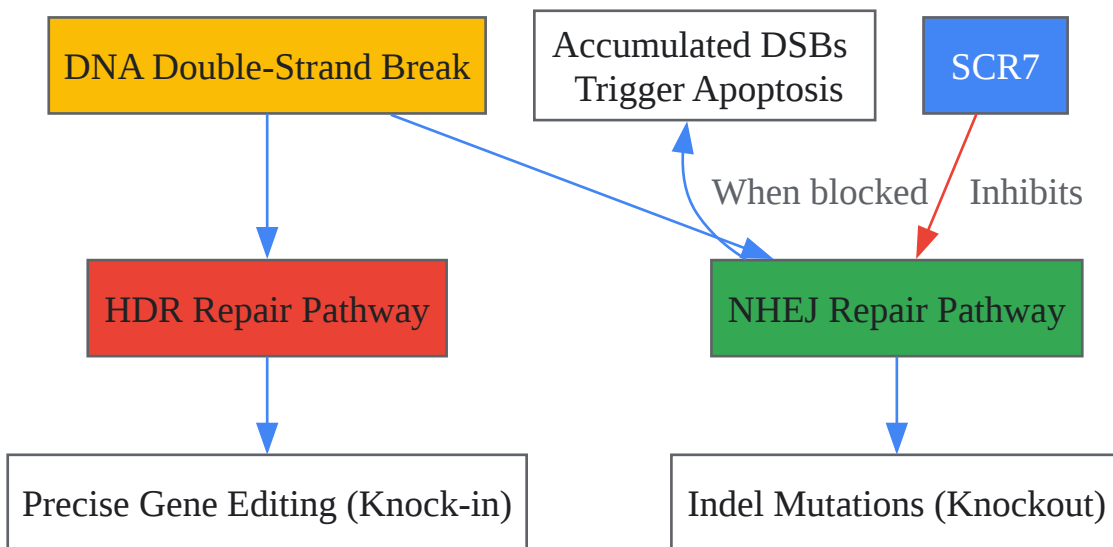 DNA Double-Strand Break
Accumulated DSBs
Trigger Apoptosis
SCR7
When blocked
Inhibits
HDR Repair Pathway
NHEJ Repair Pathway
Precise Gene Editing (Knock-in)
Indel Mutations (Knockout)